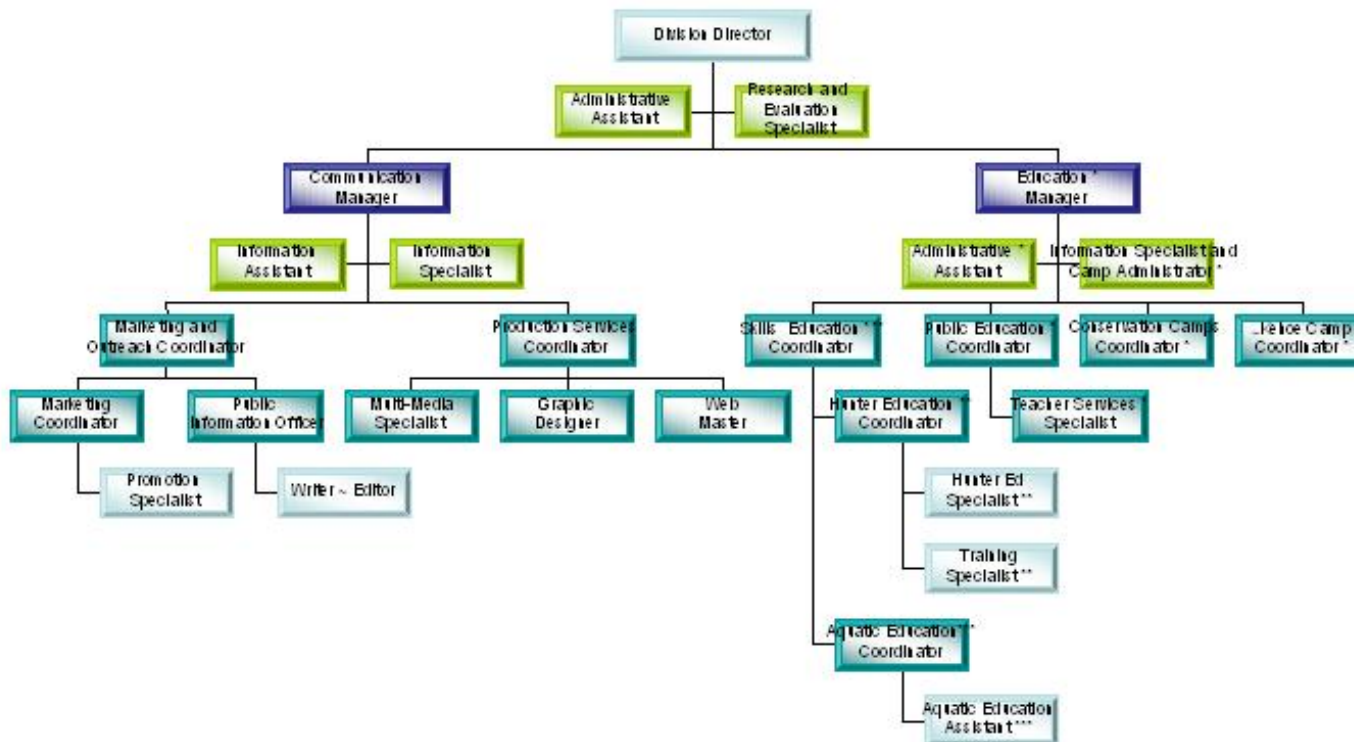 Division Director
Administrative
Assistant
Research and
Evaluation
Specialist
Communication
Manager
Education *
Manager
Information
Assistant
Information
Specialist
Administrative *
Assistant
Information Specialist and
Camp Administrator *
Marketing and
Outreach Coordinator
Production Services
Coordinator
Skills Education ***
Coordinator
Public Education *
Coordinator
Conservation Camps
Coordinator *
Camp
Coordinator *
Marketing
Coordinator
Public
Information Officer
Multi-Media
Specialist
Graphic
Designer
Web
Master
Hunter Education **
Coordinator
Teacher Services
Specialist
Promotion
Specialist
Writer ~ Editor
Hunter Ed
Specialist **
Training
Specialist **
Aquatic Education ***
Coordinator
Aquatic Education
Assistant ***